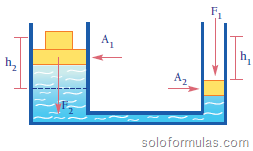 F₁
A₁
h₂
h₁
A₂
F₂
soloformulas.com